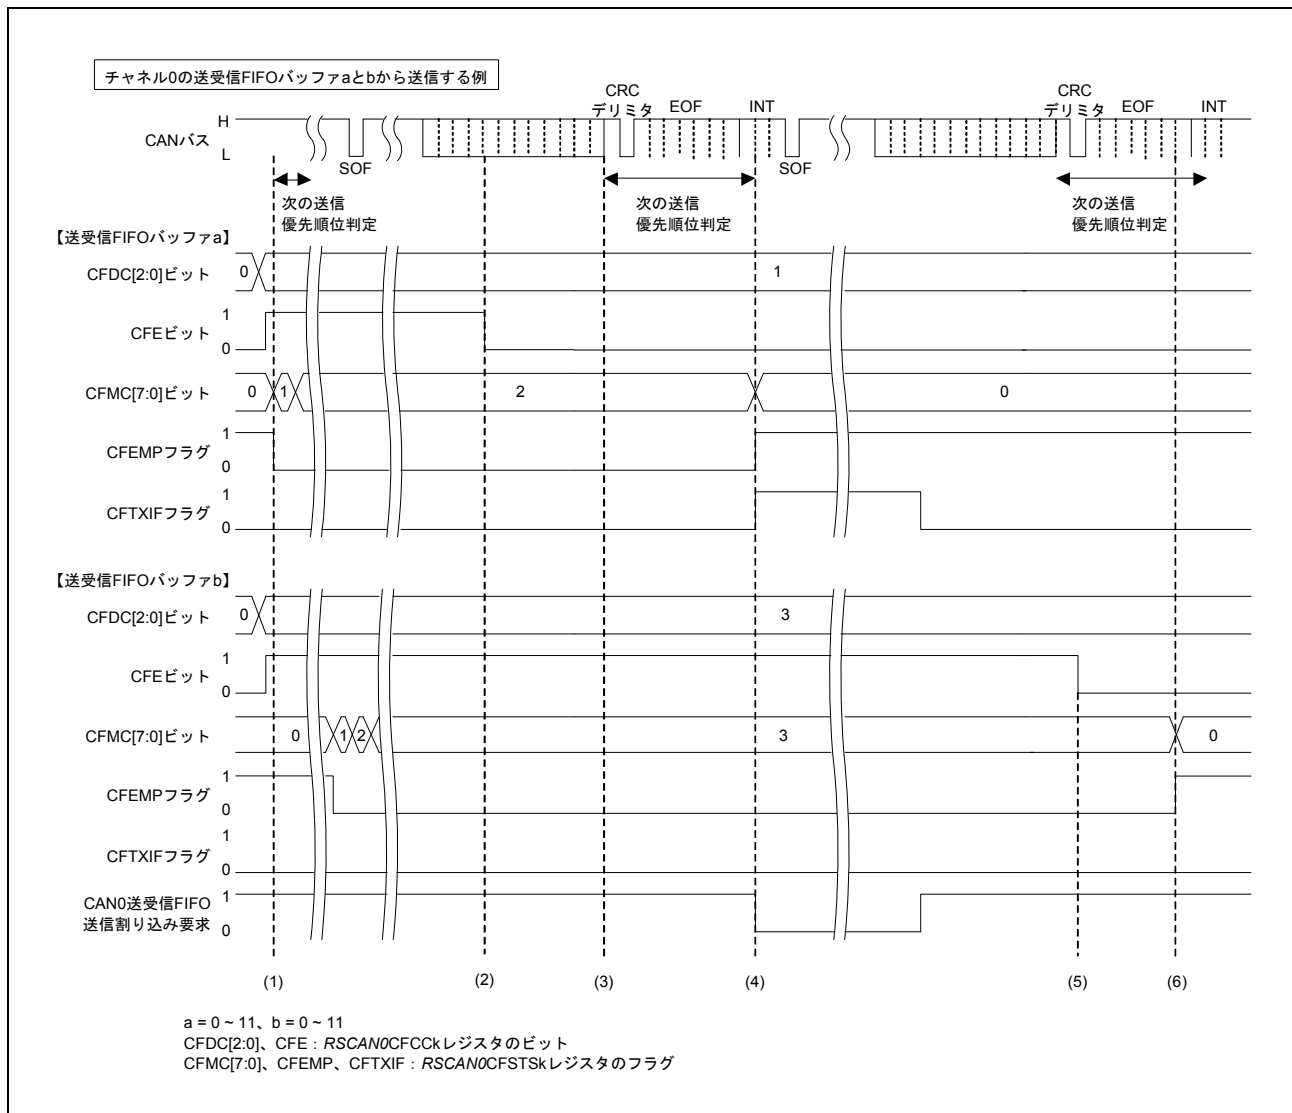 チャネル0の送受信FIFOバッファaとbから送信する例
CRC
デリミタ
EOF
INT
CRC
デリミタ
EOF
INT
CANバス
H
L
SOF
SOF
次の送信
優先順位判定
次の送信
優先順位判定
次の送信
優先順位判定
【送受信FIFOバッファa】
CFDC[2:0]ビット
0
1
CFEビット
1
0
CFMC[7:0]ビット
0
1
2
0
CFEMPフラグ
1
0
CFTXIFフラグ
1
0
【送受信FIFOバッファb】
CFDC[2:0]ビット
0
3
CFEビット
1
0
CFMC[7:0]ビット
0
1
2
3
0
CFEMPフラグ
1
0
CFTXIFフラグ
1
0
CAN0送受信FIFO
送信割り込み要求
1
0
(1)
(2)
(3)
(4)
(5)
(6)
a = 0 ~ 11、b = 0 ~ 11
CFDC[2:0]、CFE : RSCAN0CFCCkレジスタのビット
CFMC[7:0]、CFEMP、CFTXIF : RSCAN0CFSTSkレジスタのフラグ